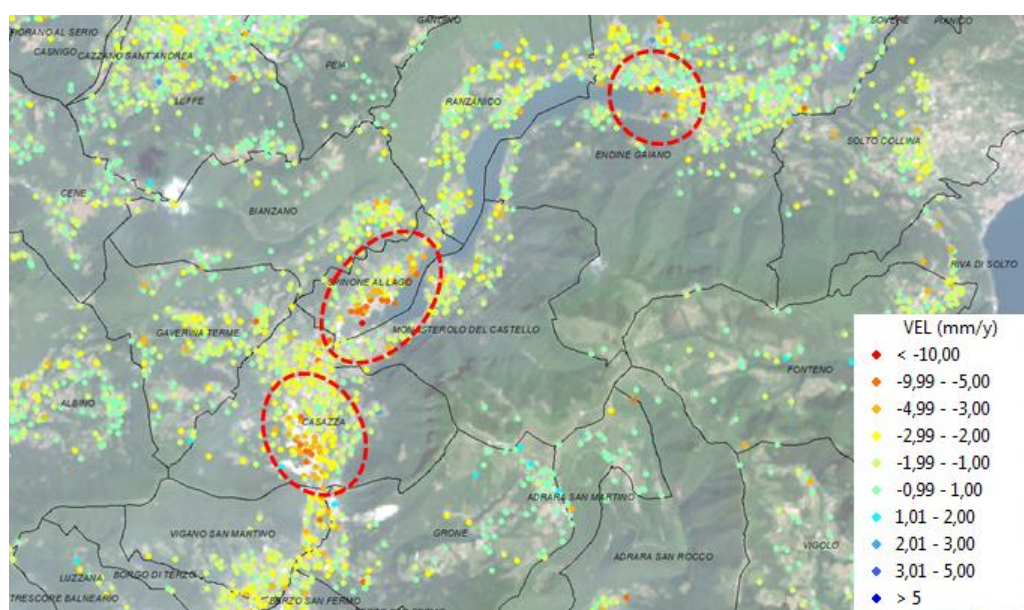 GANDINO
SOVERE
PIANICO
FIORANO AL SERIO
CASNIGO
CAZZANO SANT'ANDREA
PEIA
LEFFE
RANZANICO
ENDINE GAIANO
SOLTO COLLINA
CENE
BIANZANO
RIVA DI SOLTO
SPINONE AL LAGO
GAVERINA TERME
MONASTEROLO DEL CASTELLO
FONTENO
ALBINO
CASAZZA
ADRARA SAN MARTINO
VIGANO SAN MARTINO
GRONE
ADRARA SAN ROCCO
VIGOLO
LUZZANA
BORGO DI TERZO
TRESCORE BALNEARIO
BERZO SAN FERMO
VEL (mm/y)
< -10,00
-9,99 - -5,00
-4,99 - -3,00
-2,99 - -2,00
-1,99 - -1,00
-0,99 - 1,00
1,01 - 2,00
2,01 - 3,00
3,01 - 5,00
> 5